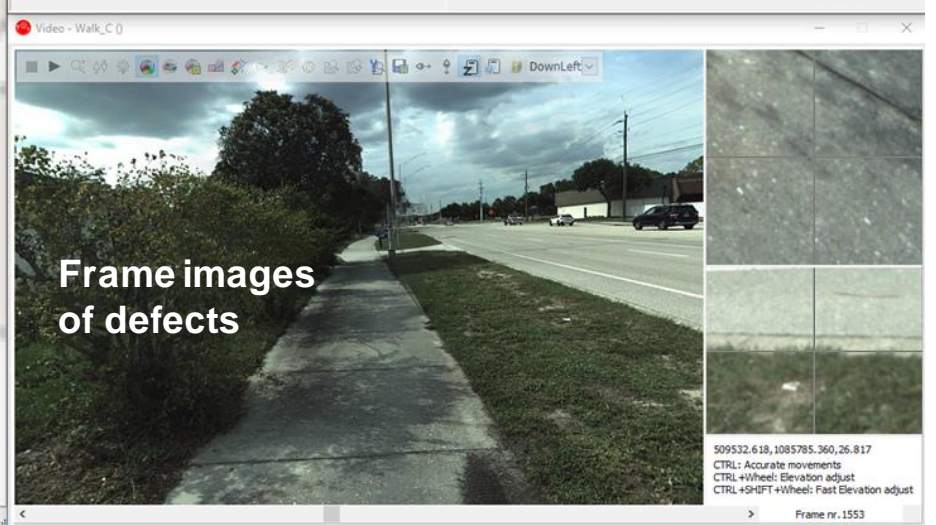 Video - Walk_C ()
DownLeft
Frame images
of defects
509532.618,1085785.360,26.817
CTRL: Accurate movements
CTRL+Wheel: Elevation adjust
CTRL+SHIFT+Wheel: Fast Elevation adjust
Frame nr.1553